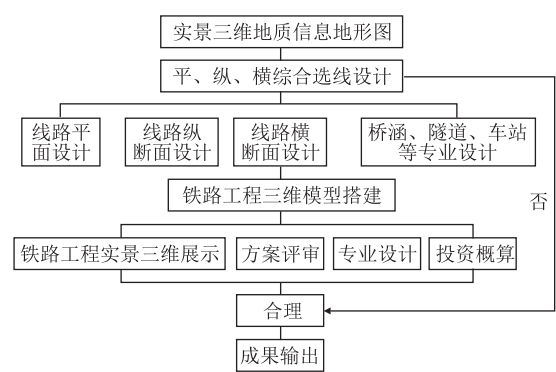 实景三维地质信息地形图
平、纵、横综合选线设计
线路平
面设计
线路纵
断面设计
线路横
断面设计
桥涵、隧道、车站
等专业设计
铁路工程三维模型搭建
否
铁路工程实景三维展示
方案评审
专业设计
投资概算
合理
成果输出